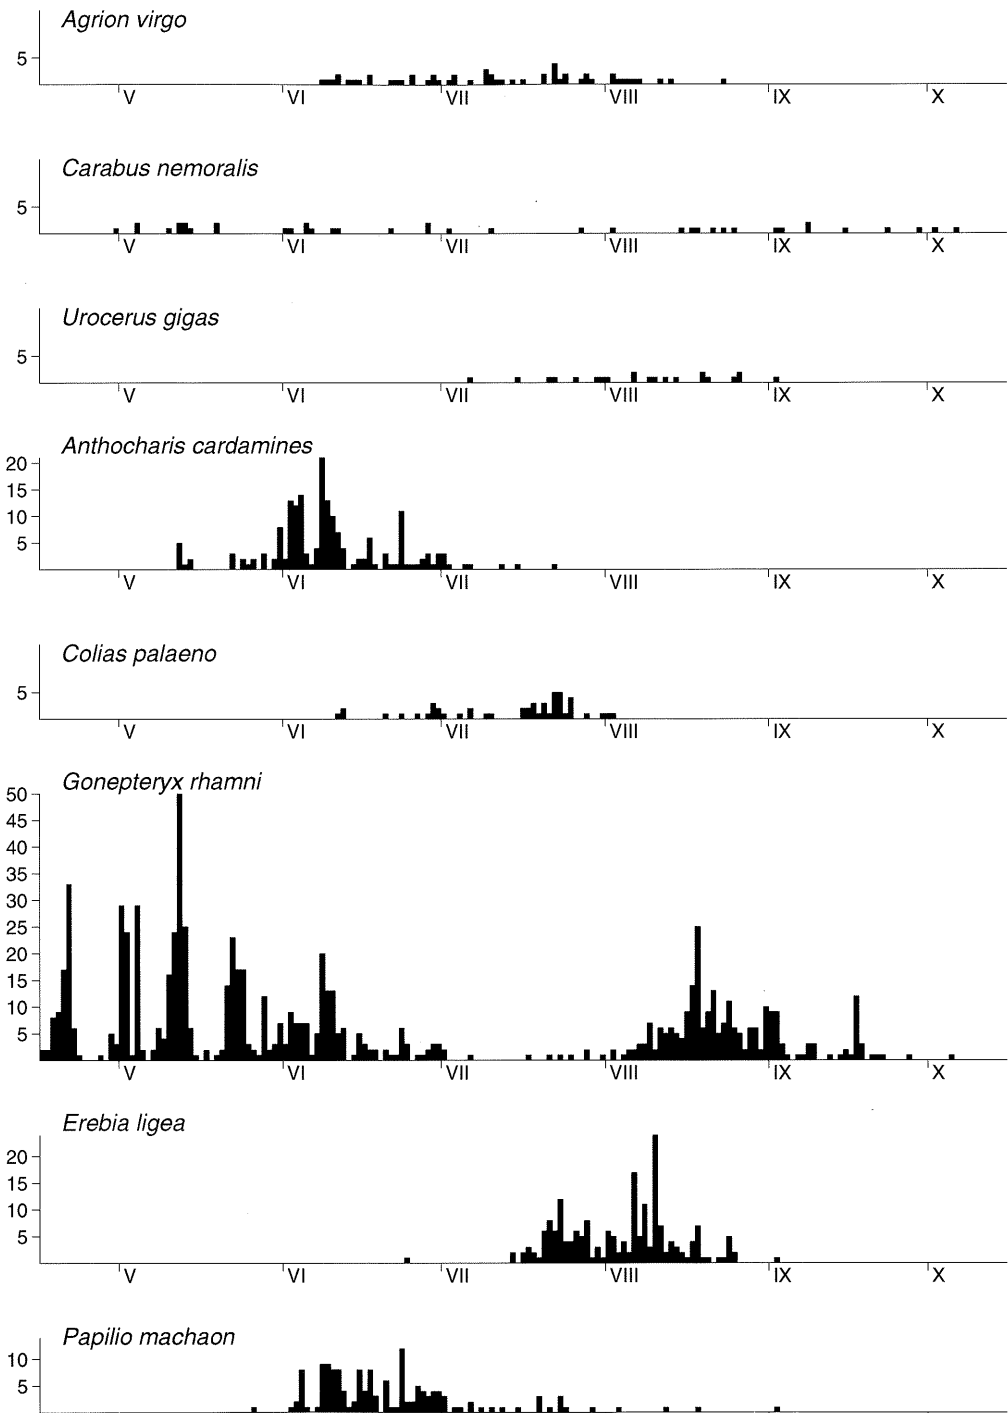 Agrion virgo
5
V VI VII VIII IX X
Carabus nemoralis
5
V VI VII VIII IX X
Urocerus gigas
5
V VI VII VIII IX X
Anthocharis cardamines
20
15
10
5
V VI VII VIII IX X
Colias palaeno
5
V VI VII VIII IX X
Gonepteryx rhamni
50
45
40
35
30
25
20
15
10
5
V VI VII VIII IX X
Erebia ligea
20
15
10
5
V VI VII VIII IX X
Papilio machaon
10
5